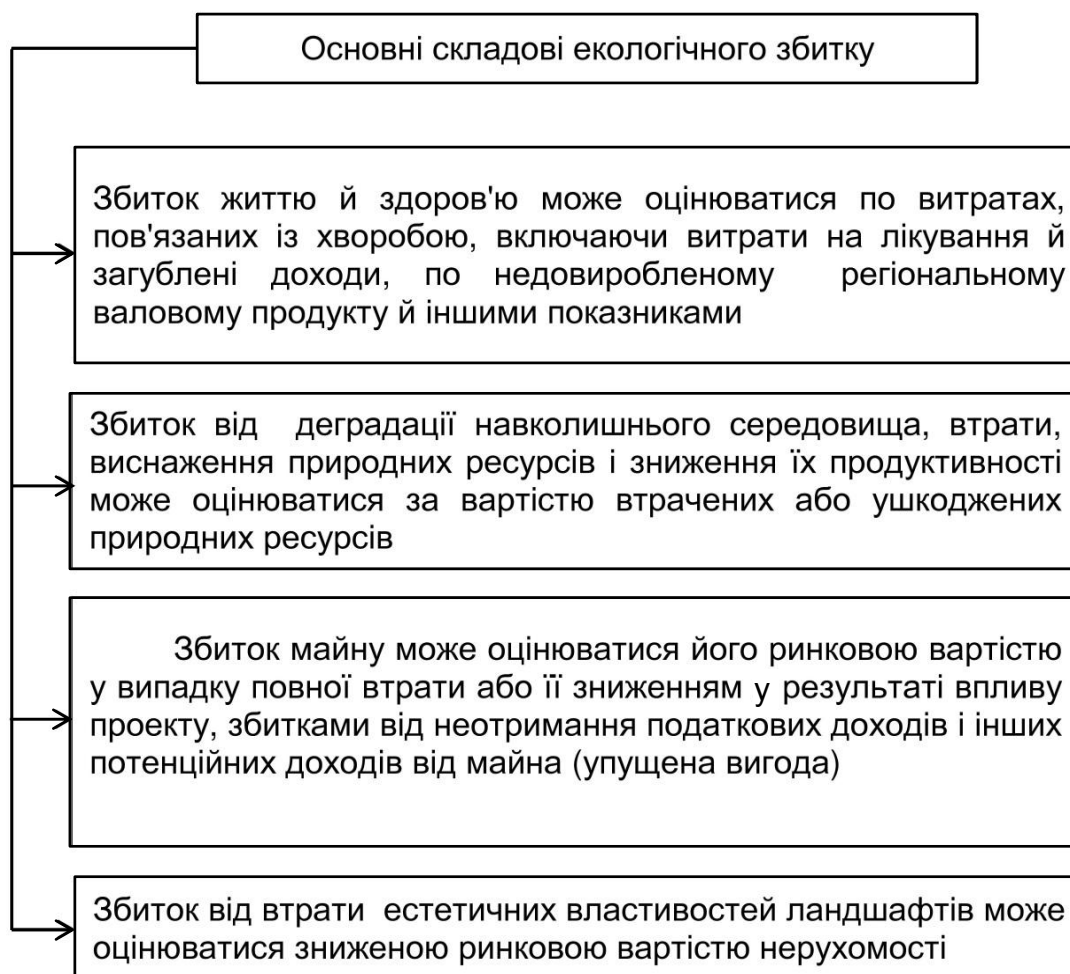 Основні складові екологічного збитку
Збиток життю й здоров'ю може оцінюватися по витратах,
пов'язаних із хворобою, включаючи витрати на лікування й
загублені доходи, по недовиробленому регіональному
валовому продукту й іншими показниками
Збиток від деградації навколишнього середовища, втрати,
виснаження природних ресурсів і зниження їх продуктивності
може оцінюватися за вартістю втрачених або ушкоджених
природних ресурсів
Збиток майну може оцінюватися його ринковою вартістю
у випадку повної втрати або її зниженням у результаті впливу
проекту, збитками від неотримання податкових доходів і інших
потенційних доходів від майна (упущена вигода)
Збиток від втрати естетичних властивостей ландшафтів може
оцінюватися зниженою ринковою вартістю нерухомості